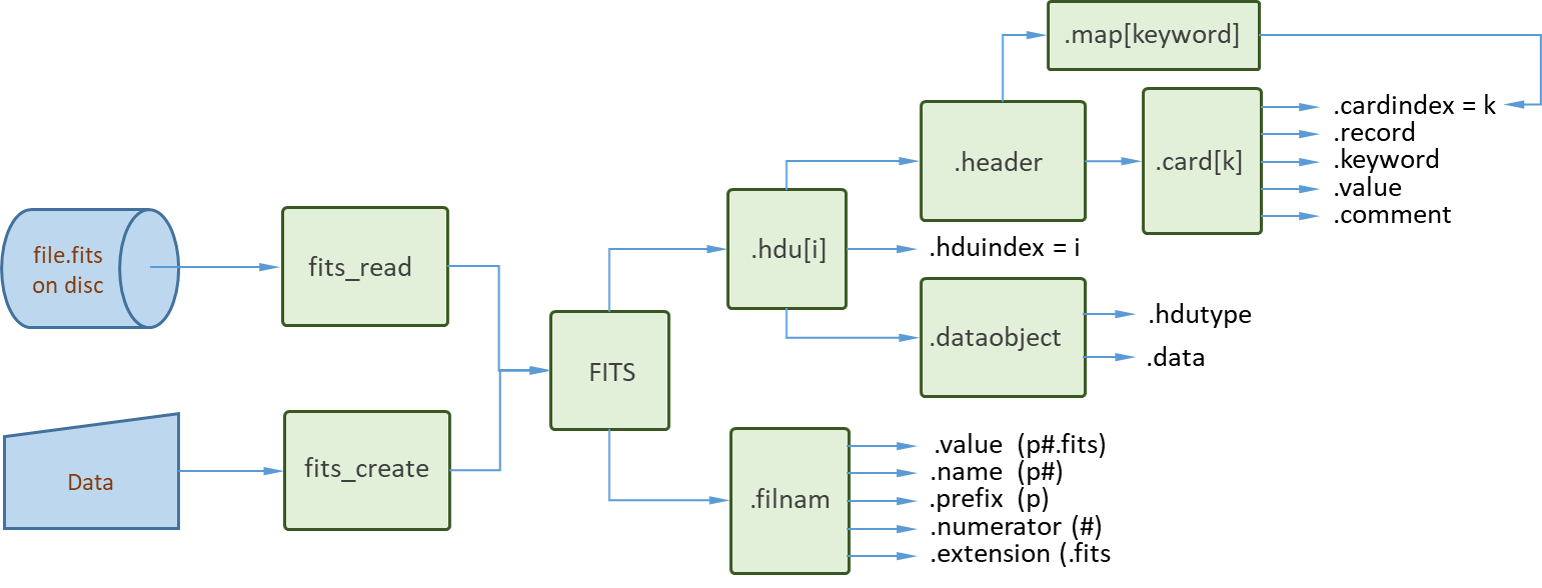 .map[keyword]
.cardindex = k
.record
.keyword
.value
.comment
.header
.card[k]
file.fits
on disc
fits_read
.hdu[i]
.hduindex = i
.dataobject
.hdutype
.data
FITS
Data
fits_create
.filnam
.value (p#.fits)
.name (p#)
.prefix (p)
.numerator (#)
.extension (.fits